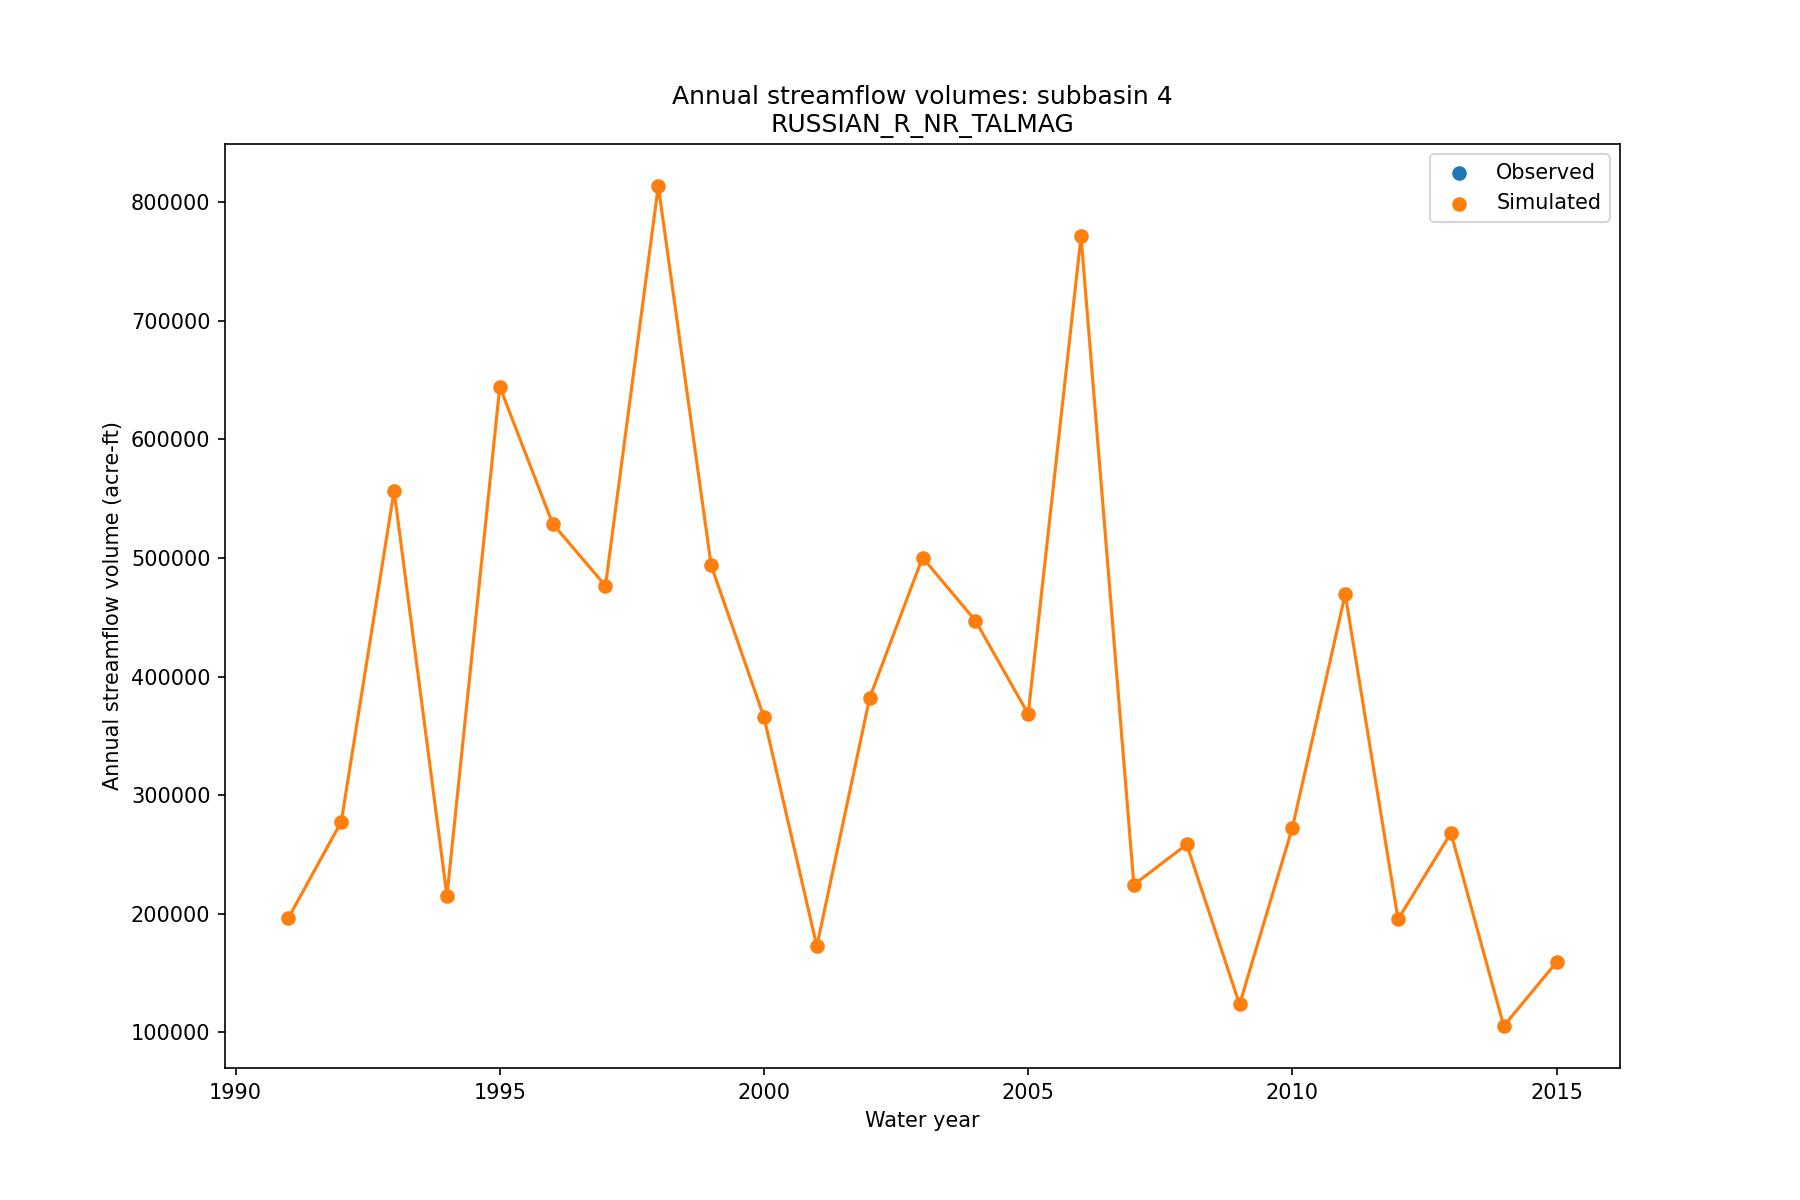 Annual streamflow volumes: subbasin 4
RUSSIAN_R_NR_TALMAG
Observed
Simulated
Annual streamflow volume (acre-ft)
800000
700000
600000
500000
400000
300000
200000
100000
1990 1995 2000 2005 2010 2015
Water year